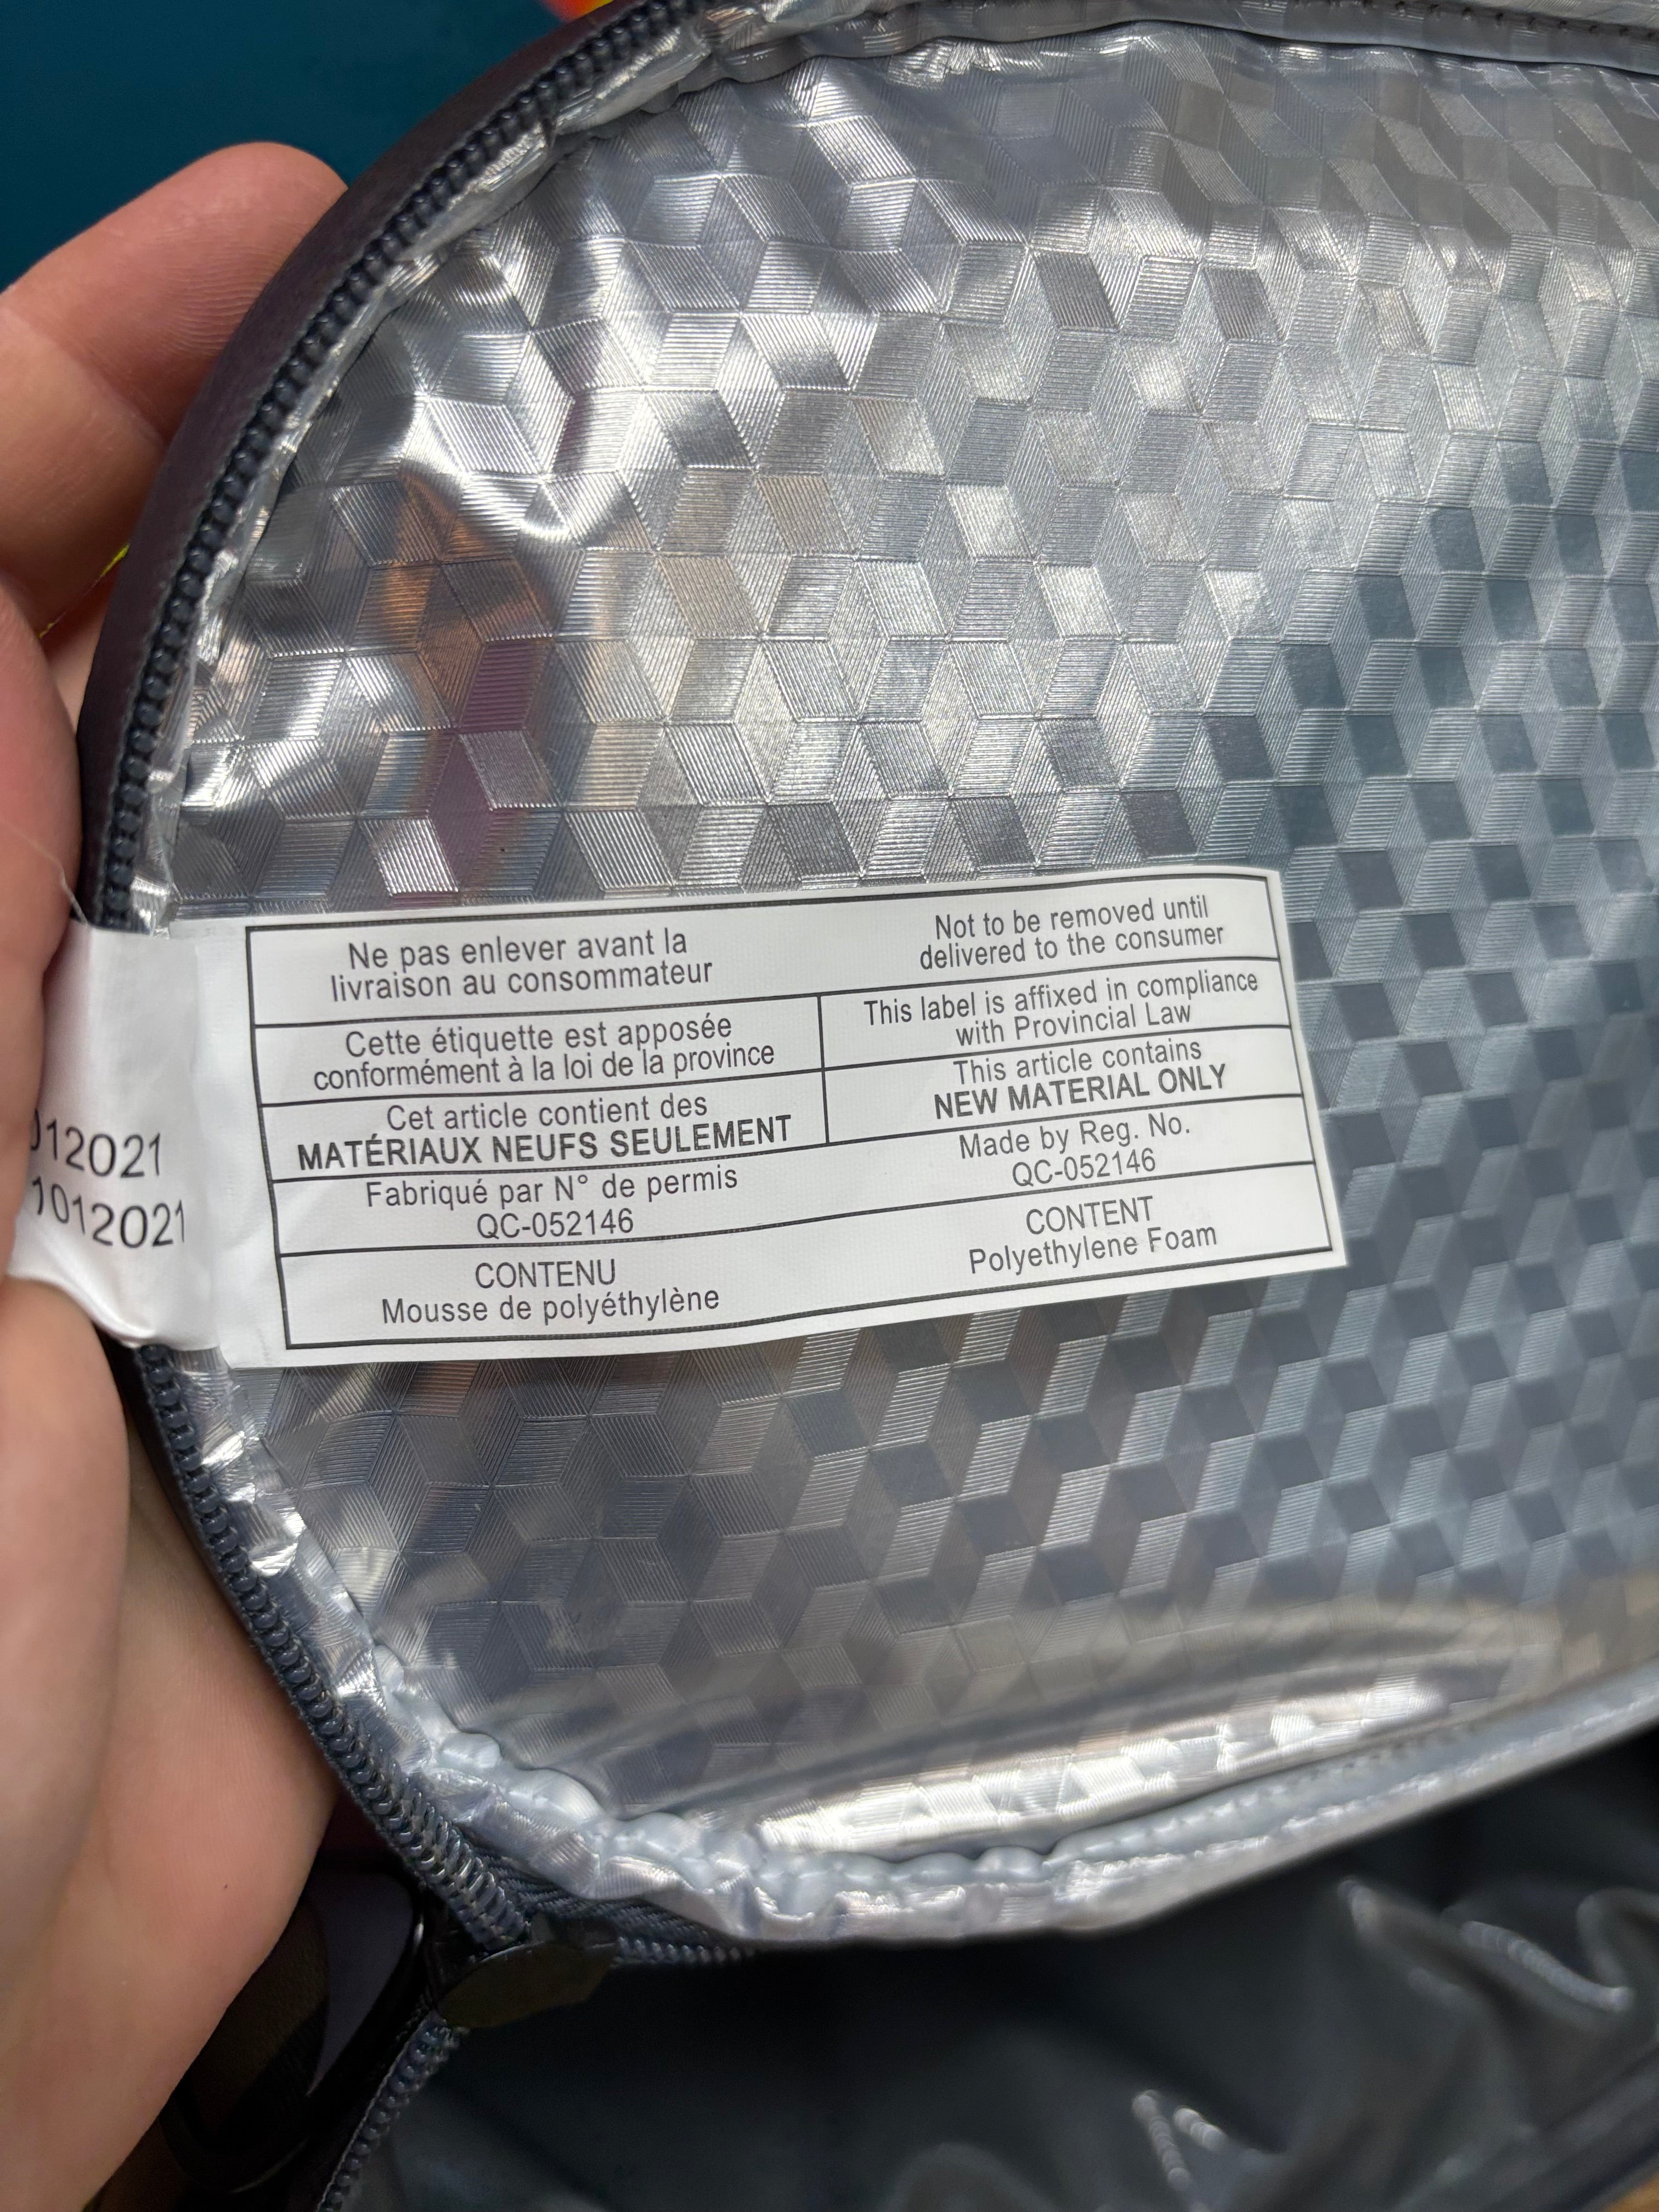 Ne pas enlever avant la
livraison au consommateur
Not to be removed until
delivered to the consumer
Cette étiquette est apposée
conformément à la loi de la province
This label is affixed in compliance
with Provincial Law
Cet article contient des
MATÉRIAUX NEUFS SEULEMENT
This article contains
NEW MATERIAL ONLY
Fabriqué par N° de permis
QC-052146
Made by Reg. No.
QC-052146
CONTENU
Mousse de polyéthylène
CONTENT
Polyethylene Foam
012021
1012021